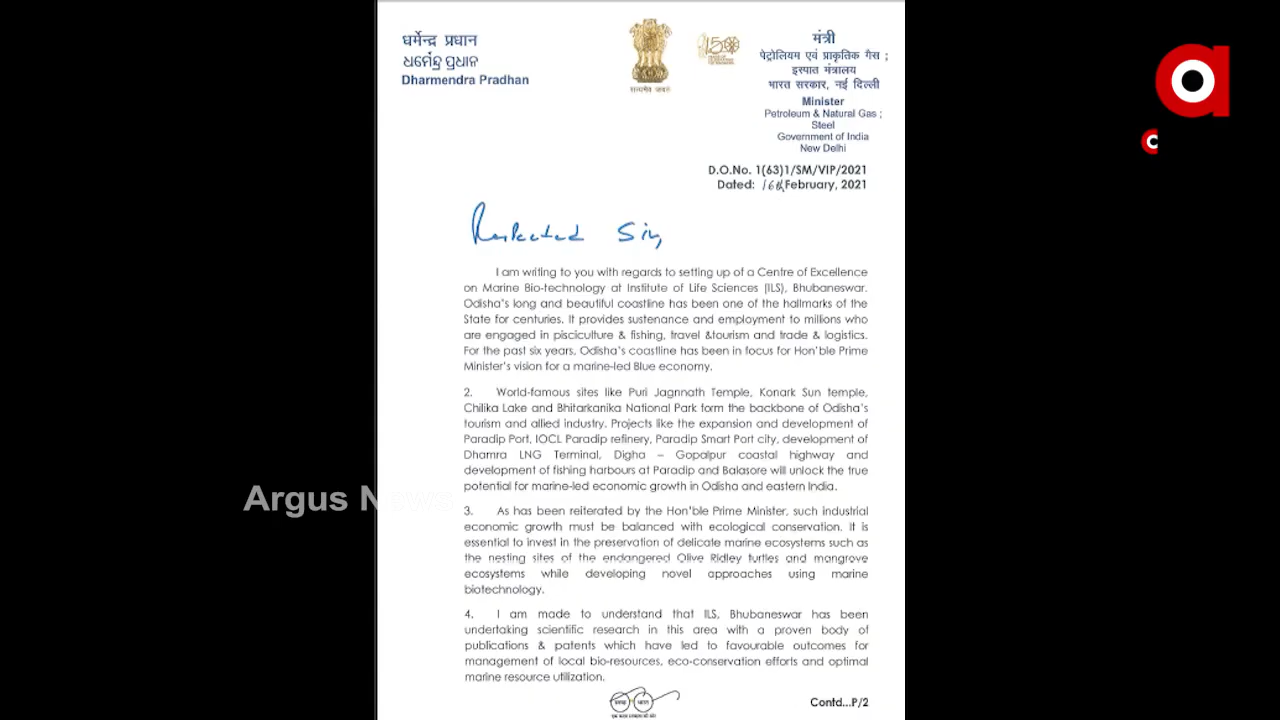 धर्मेन्द्र प्रधान
ଧର୍ମେନ୍ଦ୍ର ପ୍ରଧାନ
Dharmendra Pradhan
सत्यमेव जयते
150
मंत्री
पेट्रोलियम एवं प्राकृतिक गैस ;
इस्पात मंत्रालय
भारत सरकार, नई दिल्ली
Minister
Petroleum & Natural Gas ;
Steel
Government of India
New Delhi
D.O.No. 1(63)1/SM/VIP/2021
Dated: 16th February, 2021
Respected Sir,
I am writing to you with regards to setting up of a Centre of Excellence
on Marine Bio-technology at Institute of Life Sciences (ILS), Bhubaneswar.
Odisha's long and beautiful coastline has been one of the hallmarks of the
State for centuries. It provides sustenance and employment to millions who
are engaged in pisciculture & fishing, travel &tourism and trade & logistics.
For the past six years, Odisha's coastline has been in focus for Hon'ble Prime
Minister's vision for a marine-led Blue economy.
2. World-famous sites like Puri Jagnnath Temple, Konark Sun temple,
Chilika Lake and Bhitarkanika National Park form the backbone of Odisha's
tourism and allied industry. Projects like the expansion and development of
Paradip Port, IOCL Paradip refinery, Paradip Smart Port city, development of
Dhamra LNG Terminal, Digha – Gopalpur coastal highway and
development of fishing harbours at Paradip and Balasore will unlock the true
potential for marine-led economic growth in Odisha and eastern India.
Argus News
3. As has been reiterated by the Hon'ble Prime Minister, such industrial
economic growth must be balanced with ecological conservation. It is
essential to invest in the preservation of delicate marine ecosystems such as
the nesting sites of the endangered Olive Ridley turtles and mangrove
ecosystems while developing novel approaches using marine
biotechnology.
4. I am made to understand that ILS, Bhubaneswar has been
undertaking scientific research in this area with a proven body of
publications & patents which have led to favourable outcomes for
management of local bio-resources, eco-conservation efforts and optimal
marine resource utilization.
स्वच्छ भारत
एक कदम स्वच्छता की ओर
Contd...P/2